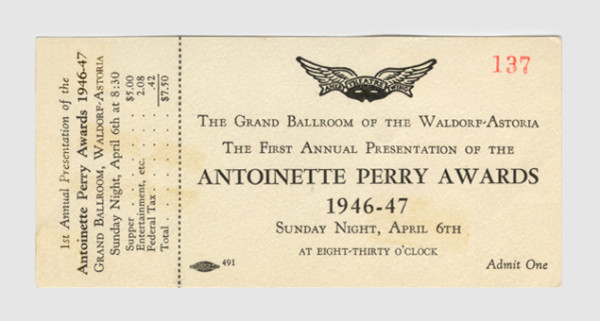 1st Annual Presentation of the
Antoinette Perry Awards 1946-47
Grand Ballroom, Waldorf-Astoria
Sunday Night, April 6th at 8:30
Supper . . . . . $5.00
Entertainment, etc. 2.08
Federal Tax . . . . .42
Total . . . . . . $7.50
137
The Grand Ballroom of the Waldorf-Astoria
The First Annual Presentation of the
ANTOINETTE PERRY AWARDS
1946-47
Sunday Night, April 6th
at eight-thirty o'clock
491
Admit One